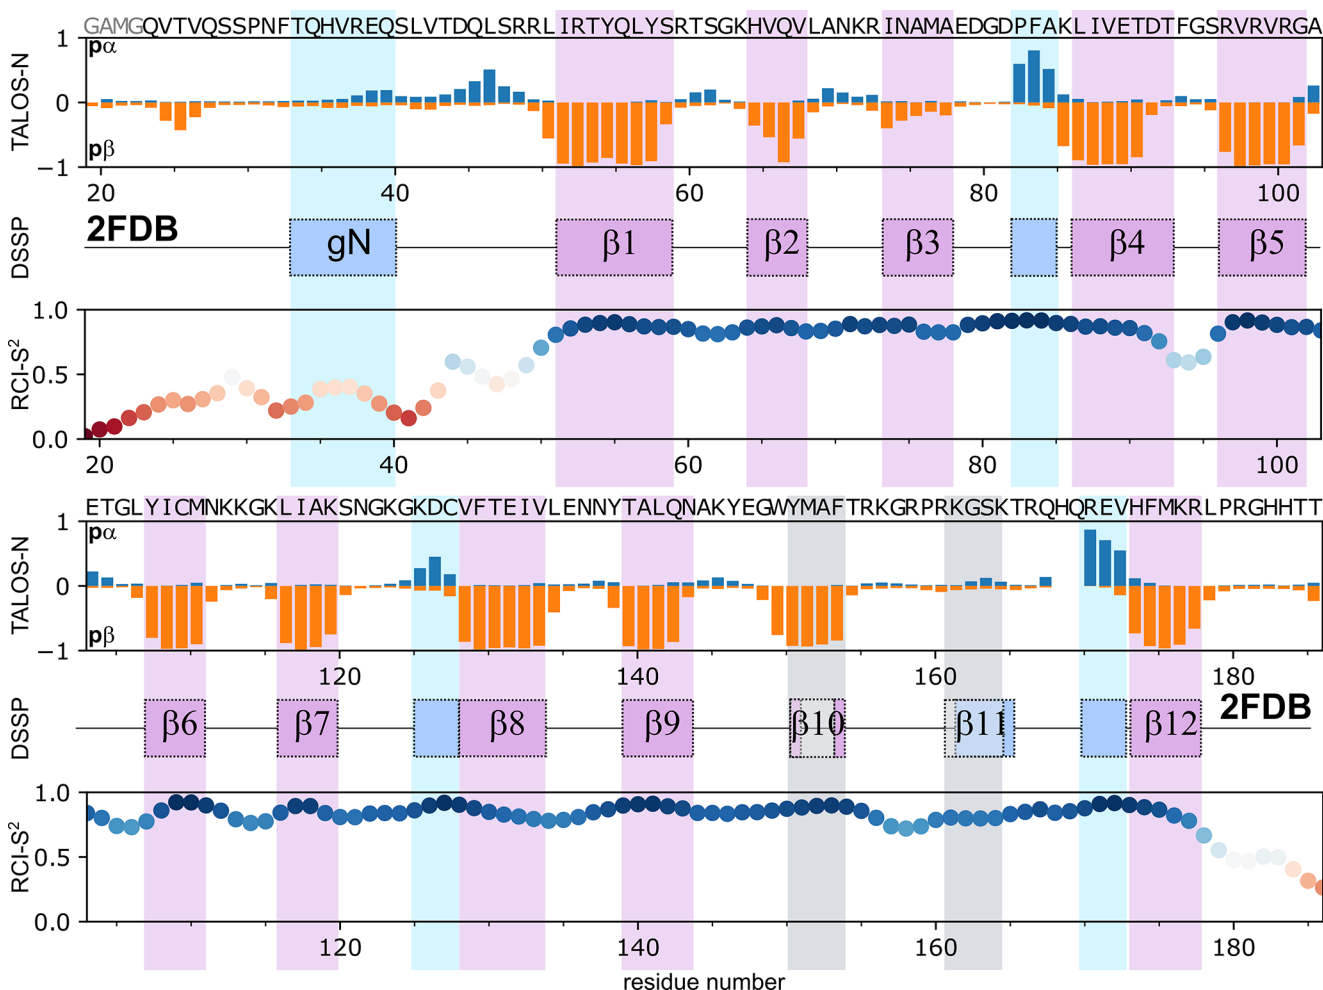 GAMGQVTVQSSPNFTQHVREQSLVTDQLSRRLIRTYQLYSRTSGKHVQVLANKRINAMAEDGDPFAKLIVETDTFGSRVRVRGA
TALOS-N
1
0
−1
pα
pβ
20 40 60 80 100
DSSP
2FDB
gN β1 β2 β3 β4 β5
RCI-S²
1.0
0.5
0.0
20 40 60 80 100
ETGLYICMNKKGKLIAKSNGKGKDCVFTEIVLENNYTALQNAKYEGWYMAFTRKGRPRKGSKTRQHQREVHFMKRLPRGHHTT
TALOS-N
1
0
−1
pα
pβ
120 140 160 180
DSSP
β6 β7 β8 β9 β10 β11 β12
2FDB
RCI-S²
1.0
0.5
0.0
120 140 160 180
residue number